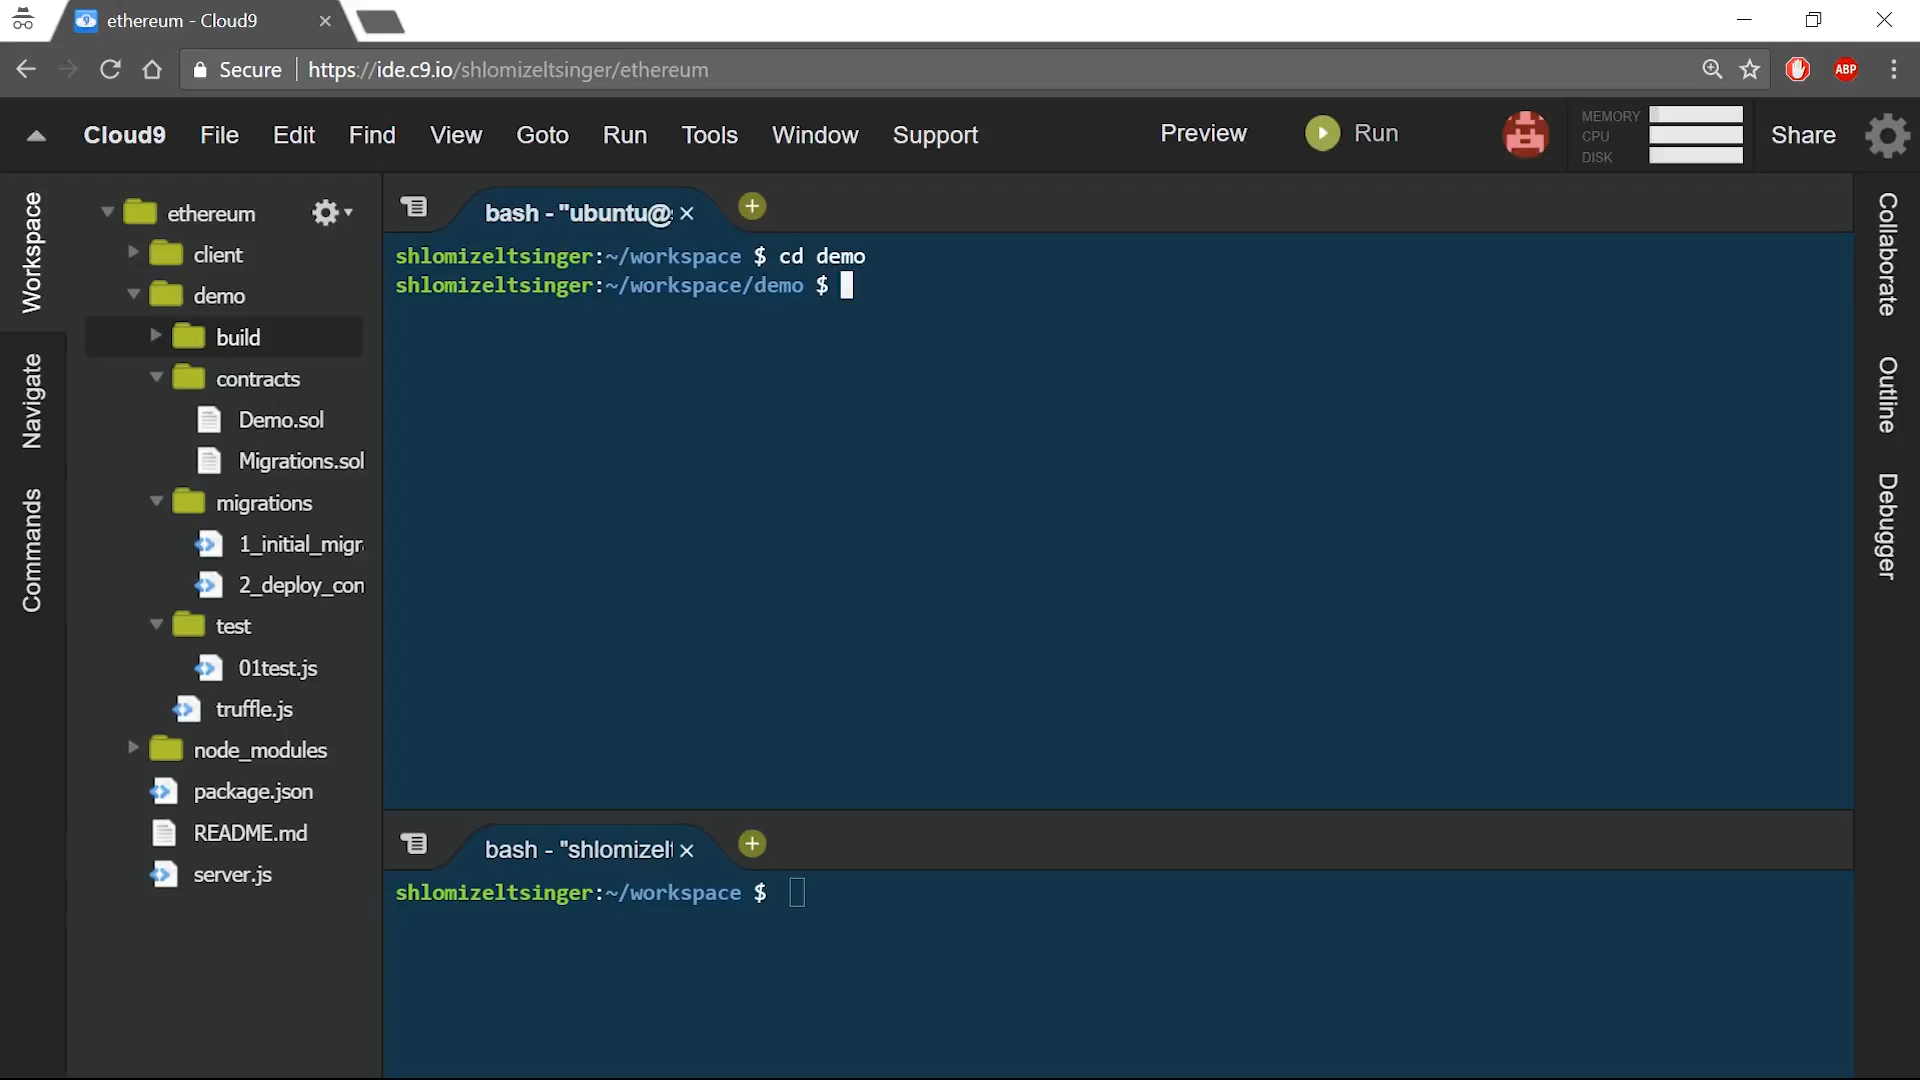 ethereum - Cloud9
Secure https://ide.c9.io/shlomizeltsinger/ethereum
ABP
Cloud9 File Edit Find View Goto Run Tools Window Support Preview Run MEMORY CPU DISK Share
Workspace
Navigate
Commands
ethereum
client
demo
build
contracts
Demo.sol
Migrations.sol
migrations
1_initial_migr
2_deploy_con
test
01test.js
truffle.js
node_modules
package.json
README.md
server.js
bash - "ubuntu@
shlomizeltsinger:~/workspace $ cd demo
shlomizeltsinger:~/workspace/demo $
bash - "shlomizelt
shlomizeltsinger:~/workspace $
Collaborate
Outline
Debugger